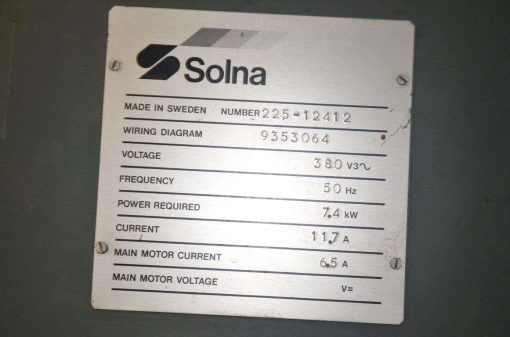 Solna
MADE IN SWEDEN NUMBER 225-12412
WIRING DIAGRAM 9353064
VOLTAGE 380 V3~
FREQUENCY 50 Hz
POWER REQUIRED 7.4 kW
CURRENT 11.7 A
MAIN MOTOR CURRENT 6.5 A
MAIN MOTOR VOLTAGE V=